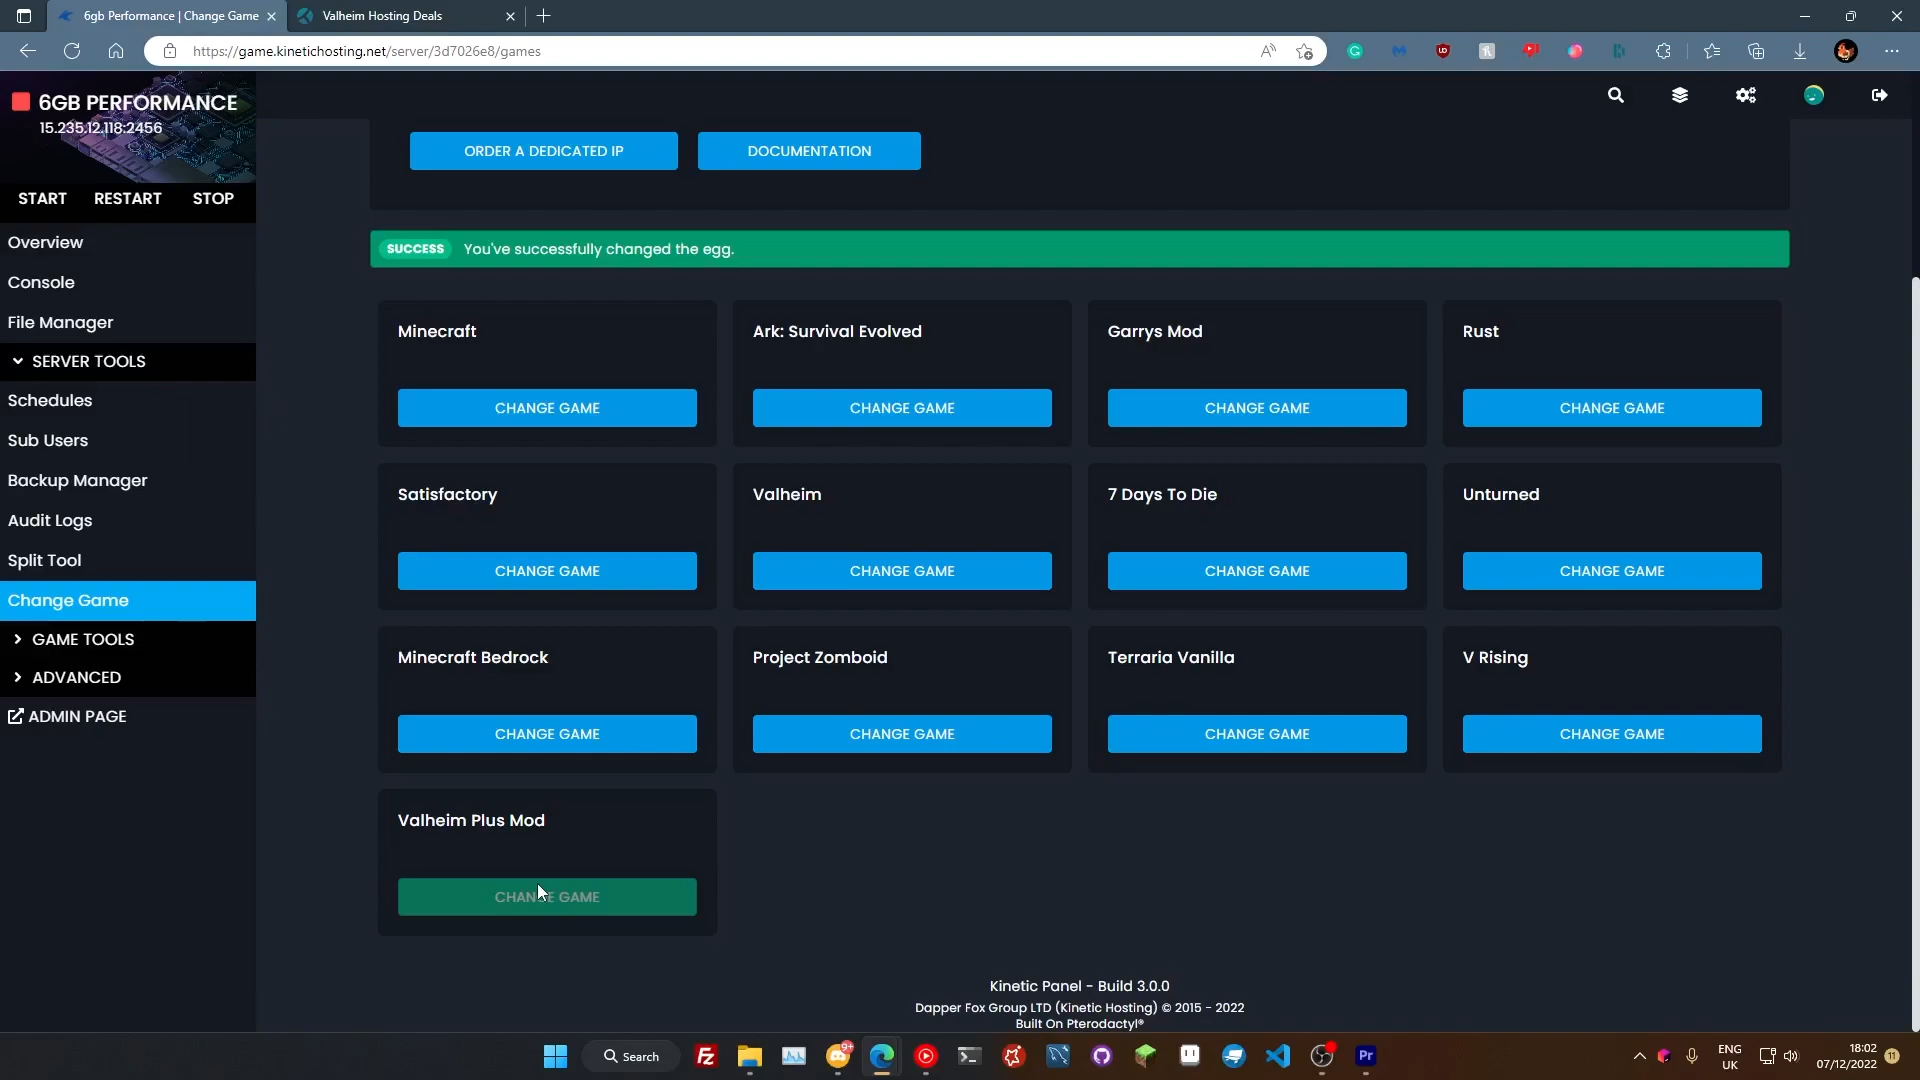 6gb Performance | Change Game
Valheim Hosting Deals
https://game.kinetichosting.net/server/3d7026e8/games
6GB PERFORMANCE
15.235.12.118:2456
START RESTART STOP
Overview
Console
File Manager
SERVER TOOLS
Schedules
Sub Users
Backup Manager
Audit Logs
Split Tool
Change Game
GAME TOOLS
ADVANCED
ADMIN PAGE
ORDER A DEDICATED IP
DOCUMENTATION
SUCCESS You've successfully changed the egg.
Minecraft
CHANGE GAME
Ark: Survival Evolved
CHANGE GAME
Garrys Mod
CHANGE GAME
Rust
CHANGE GAME
Satisfactory
CHANGE GAME
Valheim
CHANGE GAME
7 Days To Die
CHANGE GAME
Unturned
CHANGE GAME
Minecraft Bedrock
CHANGE GAME
Project Zomboid
CHANGE GAME
Terraria Vanilla
CHANGE GAME
V Rising
CHANGE GAME
Valheim Plus Mod
CHANGE GAME
Kinetic Panel - Build 3.0.0
Dapper Fox Group LTD (Kinetic Hosting) © 2015 - 2022
Built On Pterodactyl®
Search
Fz
9+
Pr
ENG
UK
18:02
07/12/2022
11